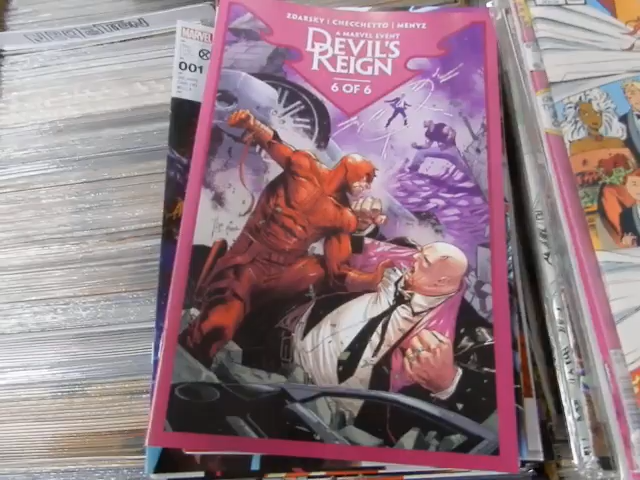 ZDARSKY | CHECCHETTO | MENYZ
A MARVEL EVENT
DEVIL'S
REIGN
6 OF 6
MARVEL
001